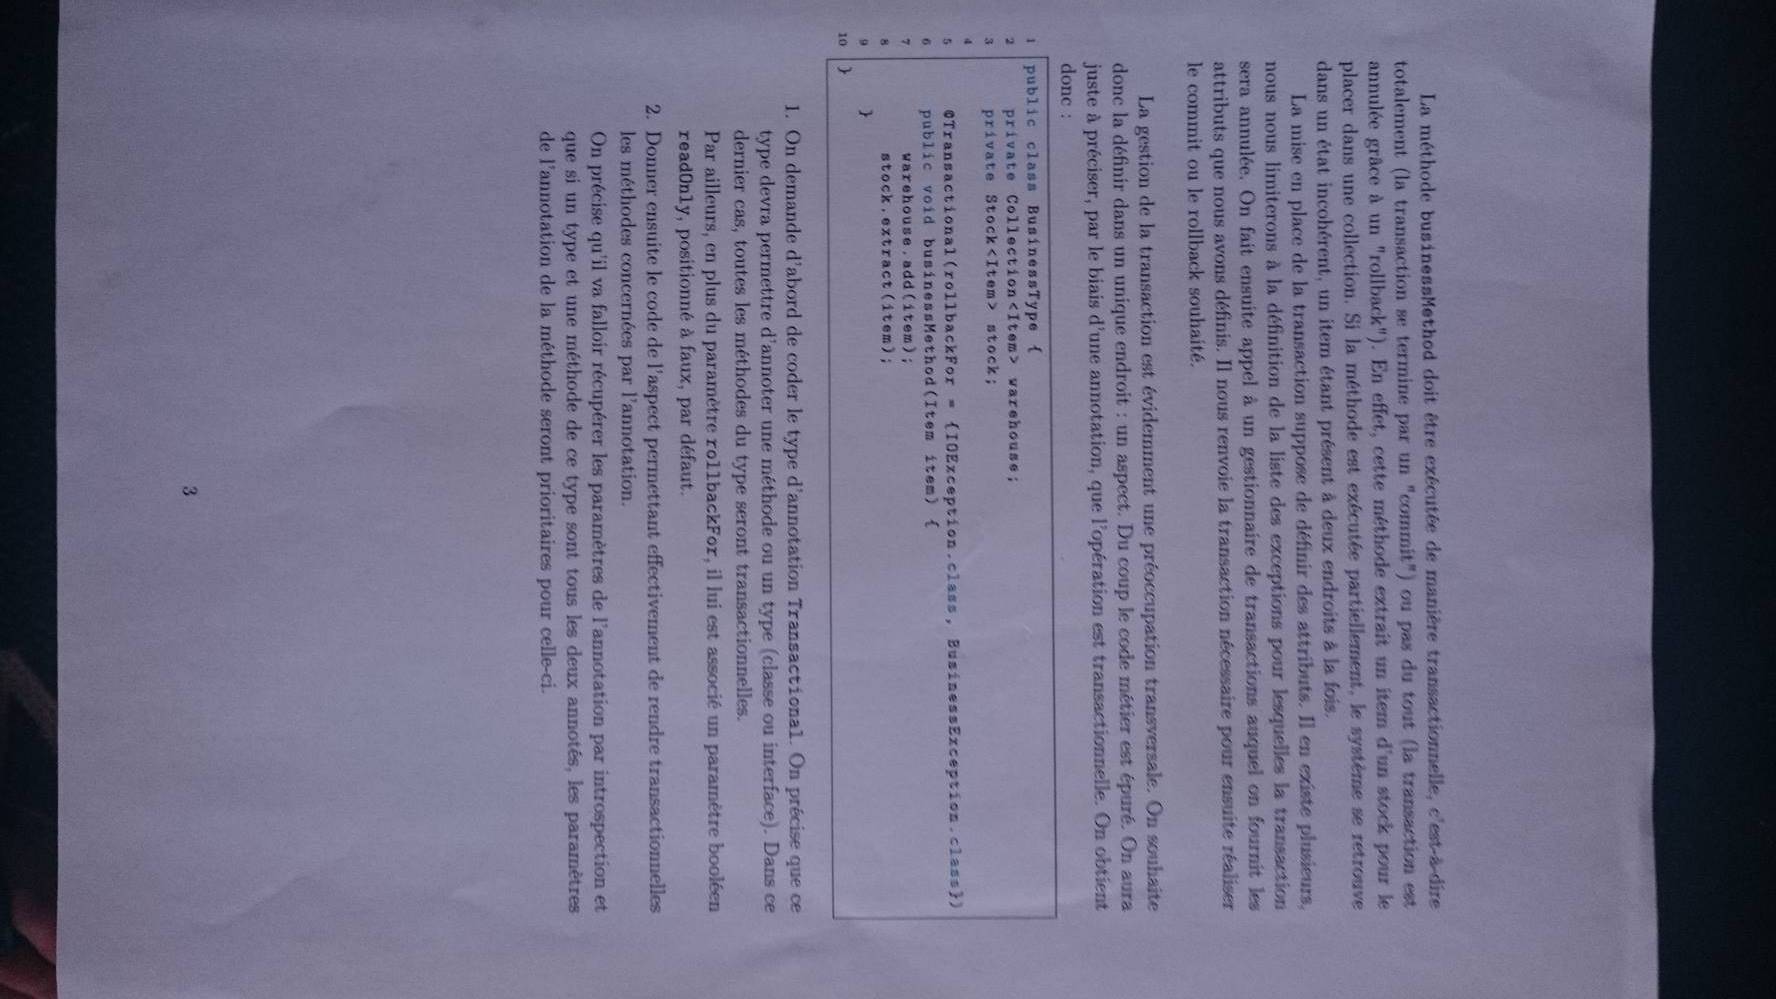 La méthode businessMethod doit être exécutée de manière transactionnelle, c'est-à-dire
totalement (la transaction se termine par un "commit") ou pas du tout (la transaction est
annulée grâce à un "rollback"). En effet, cette méthode extrait un item d'un stock pour le
placer dans une collection. Si la méthode est exécutée partiellement, le système se retrouve
dans un état incohérent, un item étant présent à deux endroits à la fois.
La mise en place de la transaction suppose de définir des attributs. Il en existe plusieurs,
nous nous limiterons à la définition de la liste des exceptions pour lesquelles la transaction
sera annulée. On fait ensuite appel à un gestionnaire de transactions auquel on fournit les
attributs que nous avons définis. Il nous renvoie la transaction nécessaire pour ensuite réaliser
le commit ou le rollback souhaité.
La gestion de la transaction est évidemment une préoccupation transversale. On souhaite
donc la définir dans un unique endroit : un aspect. Du coup le code métier est épuré. On aura
juste à préciser, par le biais d'une annotation, que l'opération est transactionnelle. On obtient
donc :
1 public class BusinessType {
2 private Collection<Item> warehouse;
3 private Stock<Item> stock;
4
5 @Transactional(rollbackFor = {IOException.class, BusinessException.class})
6 public void businessMethod(Item item) {
7 warehouse.add(item);
8 stock.extract(item);
9 }
10 }
1. On demande d'abord de coder le type d'annotation Transactional. On précise que ce
type devra permettre d'annoter une méthode ou un type (classe ou interface). Dans ce
dernier cas, toutes les méthodes du type seront transactionnelles.
Par ailleurs, en plus du paramètre rollbackFor, il lui est associé un paramètre booléen
readOnly, positionné à faux, par défaut.
2. Donner ensuite le code de l'aspect permettant effectivement de rendre transactionnelles
les méthodes concernées par l'annotation.
On précise qu'il va falloir récupérer les paramètres de l'annotation par introspection et
que si un type et une méthode de ce type sont tous les deux annotés, les paramètres
de l'annotation de la méthode seront prioritaires pour celle-ci.
3